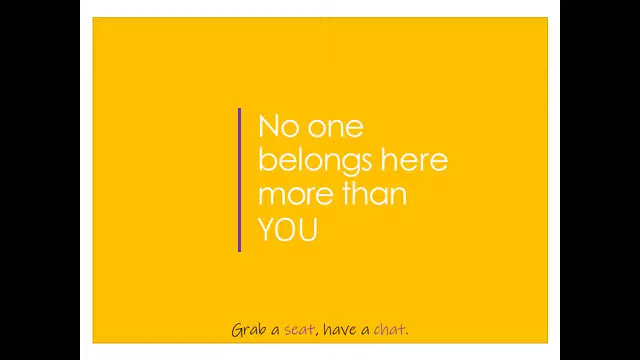 No one
belongs here
more than
YOU
Grab a seat, have a chat.